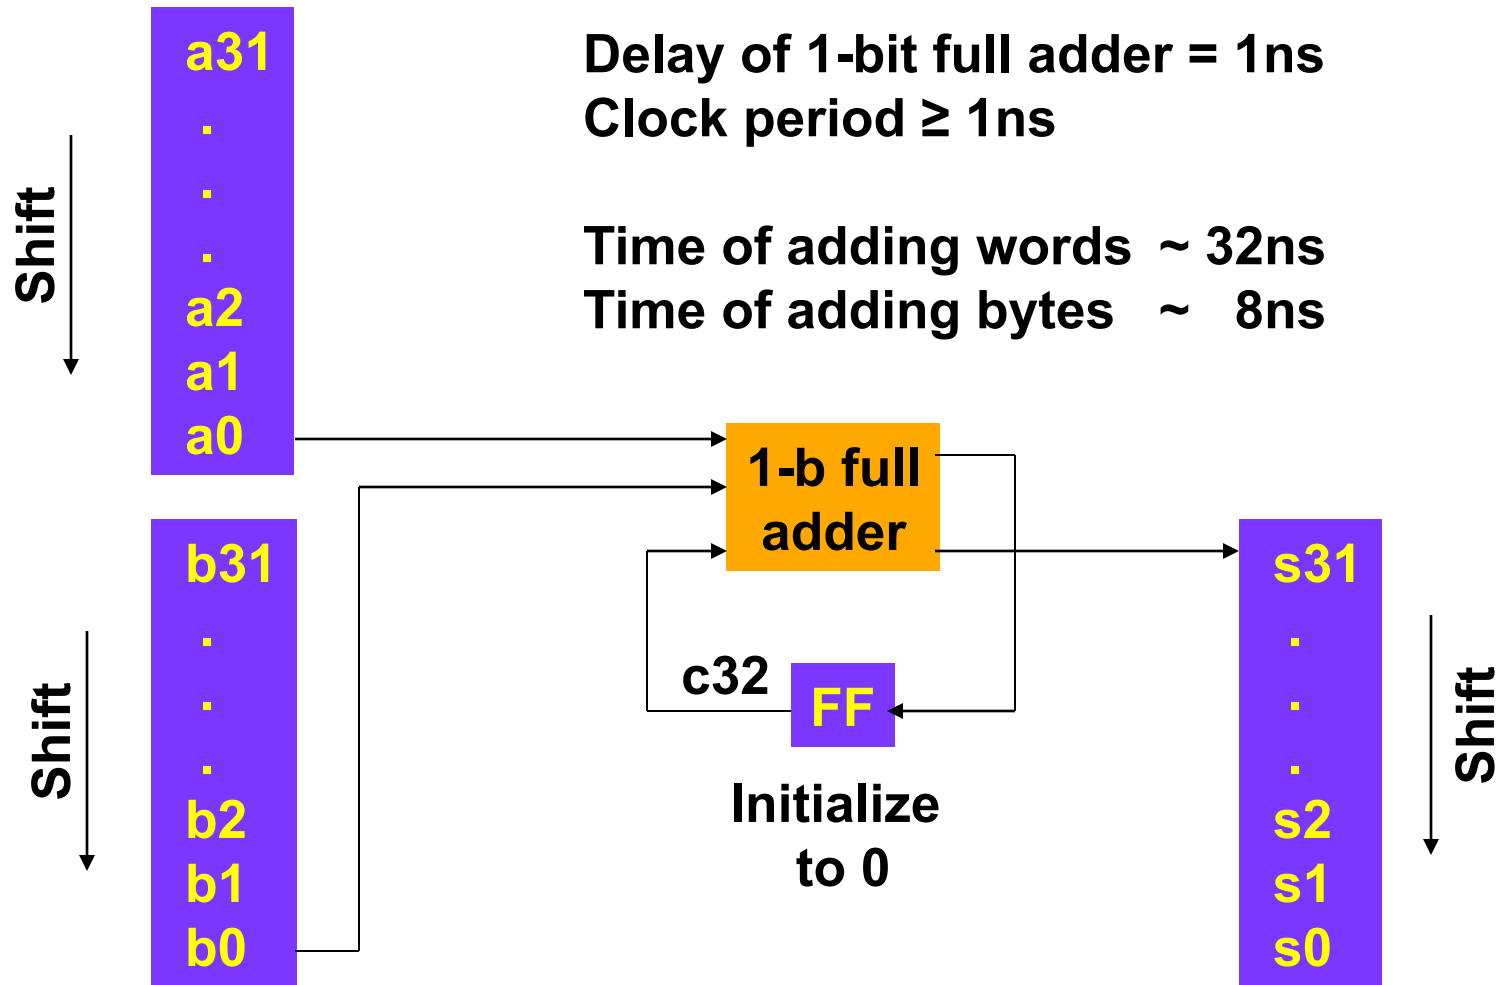 a31
.
.
.
a2
a1
a0
Shift
Delay of 1-bit full adder = 1ns
Clock period ≥ 1ns
Time of adding words ~ 32ns
Time of adding bytes ~ 8ns
b31
.
.
.
b2
b1
b0
Shift
1-b full
adder
c32
FF
Initialize
to 0
s31
.
.
.
s2
s1
s0
Shift